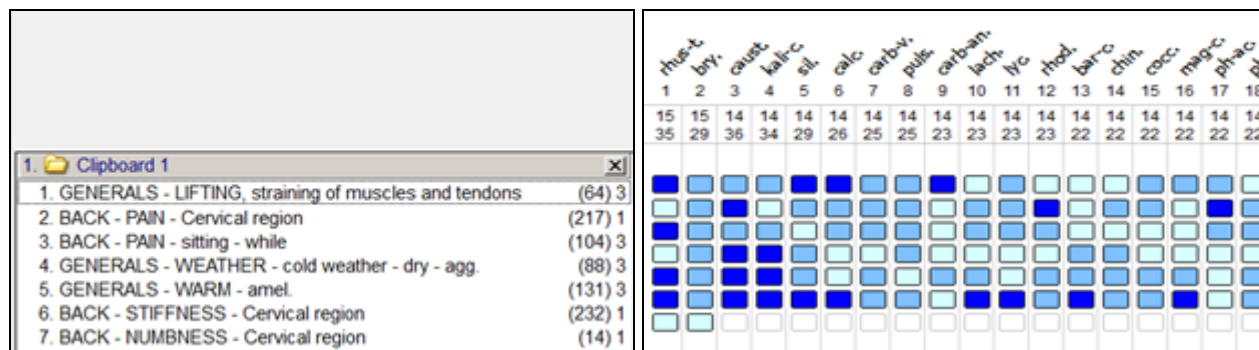 1. Clipboard 1
1. GENERALS - LIFTING, straining of muscles and tendons (64) 3
2. BACK - PAIN - Cervical region (217) 1
3. BACK - PAIN - sitting - while (104) 3
4. GENERALS - WEATHER - cold weather - dry - agg. (88) 3
5. GENERALS - WARM - amel. (131) 3
6. BACK - STIFFNESS - Cervical region (232) 1
7. BACK - NUMBNESS - Cervical region (14) 1
rhus-t. bry. caust. kali-c. sil. calc. carb-v. puls. carb-an. lach. lyc. rhod. bar-c. chin. cocc. mag-c. ph-ac.
1 2 3 4 5 6 7 8 9 10 11 12 13 14 15 16 17 18
15 15 14 14 14 14 14 14 14 14 14 14 14 14 14 14 14 14
35 29 36 34 29 26 25 25 23 23 23 23 22 22 22 22 22 22